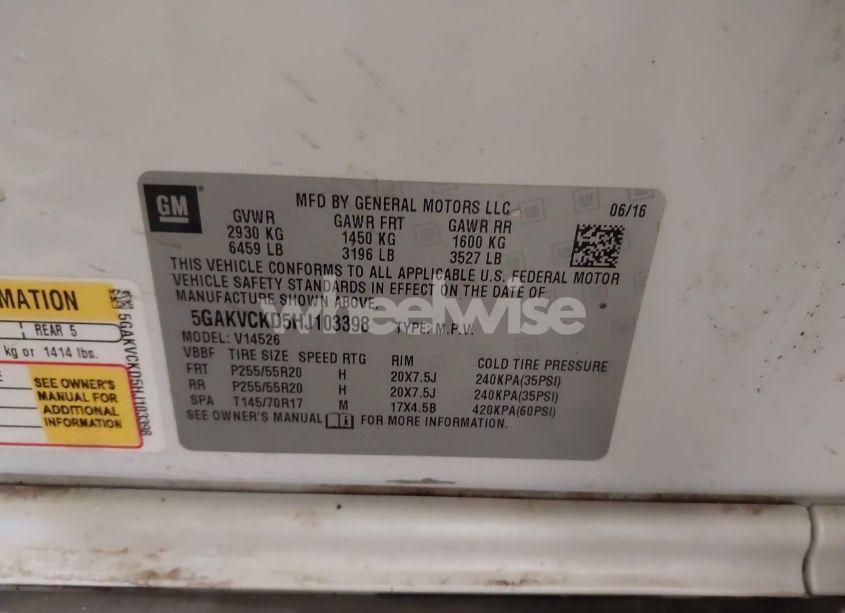 GM
MFD BY GENERAL MOTORS LLC
06/16
GVWR GAWR FRT GAWR RR
2930 KG 1450 KG 1600 KG
6459 LB 3196 LB 3527 LB
THIS VEHICLE CONFORMS TO ALL APPLICABLE U.S. FEDERAL MOTOR
VEHICLE SAFETY STANDARDS IN EFFECT ON THE DATE OF
MANUFACTURE SHOWN ABOVE.
5GAKVCKD5HJ103398 TYPE: M.P.V.
MODEL: V14526
VBBF TIRE SIZE SPEED RTG RIM COLD TIRE PRESSURE
FRT P255/55R20 H 20X7.5J 240KPA(35PSI)
RR P255/55R20 H 20X7.5J 240KPA(35PSI)
SPA T145/70R17 M 17X4.5B 420KPA(60PSI)
SEE OWNER'S MANUAL FOR MORE INFORMATION.
wheelwise
REAR 5
kg or 1414 lbs.
SEE OWNER'S
MANUAL FOR
ADDITIONAL
INFORMATION
5GAKVCKD5HJ103398